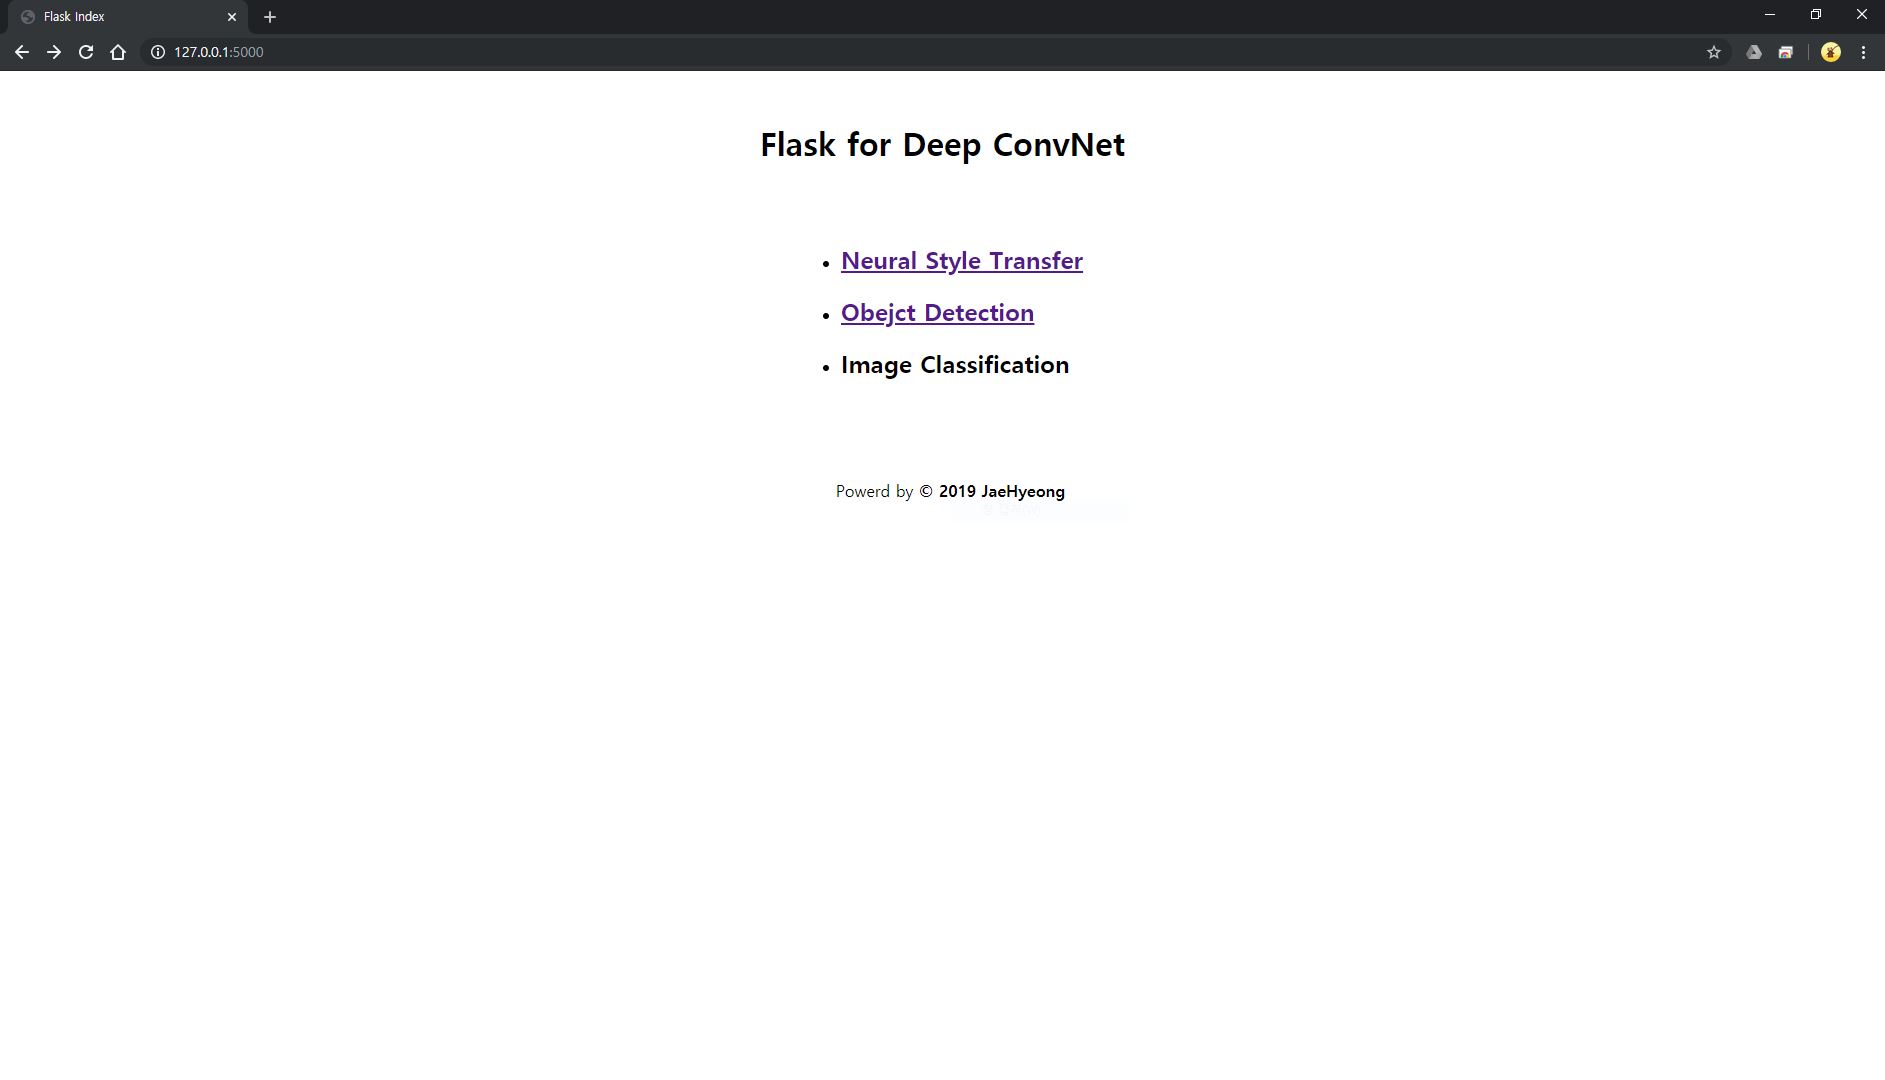 Flask Index
127.0.0.1:5000
Flask for Deep ConvNet
Neural Style Transfer
Obejct Detection
Image Classification
Powerd by © 2019 JaeHyeong